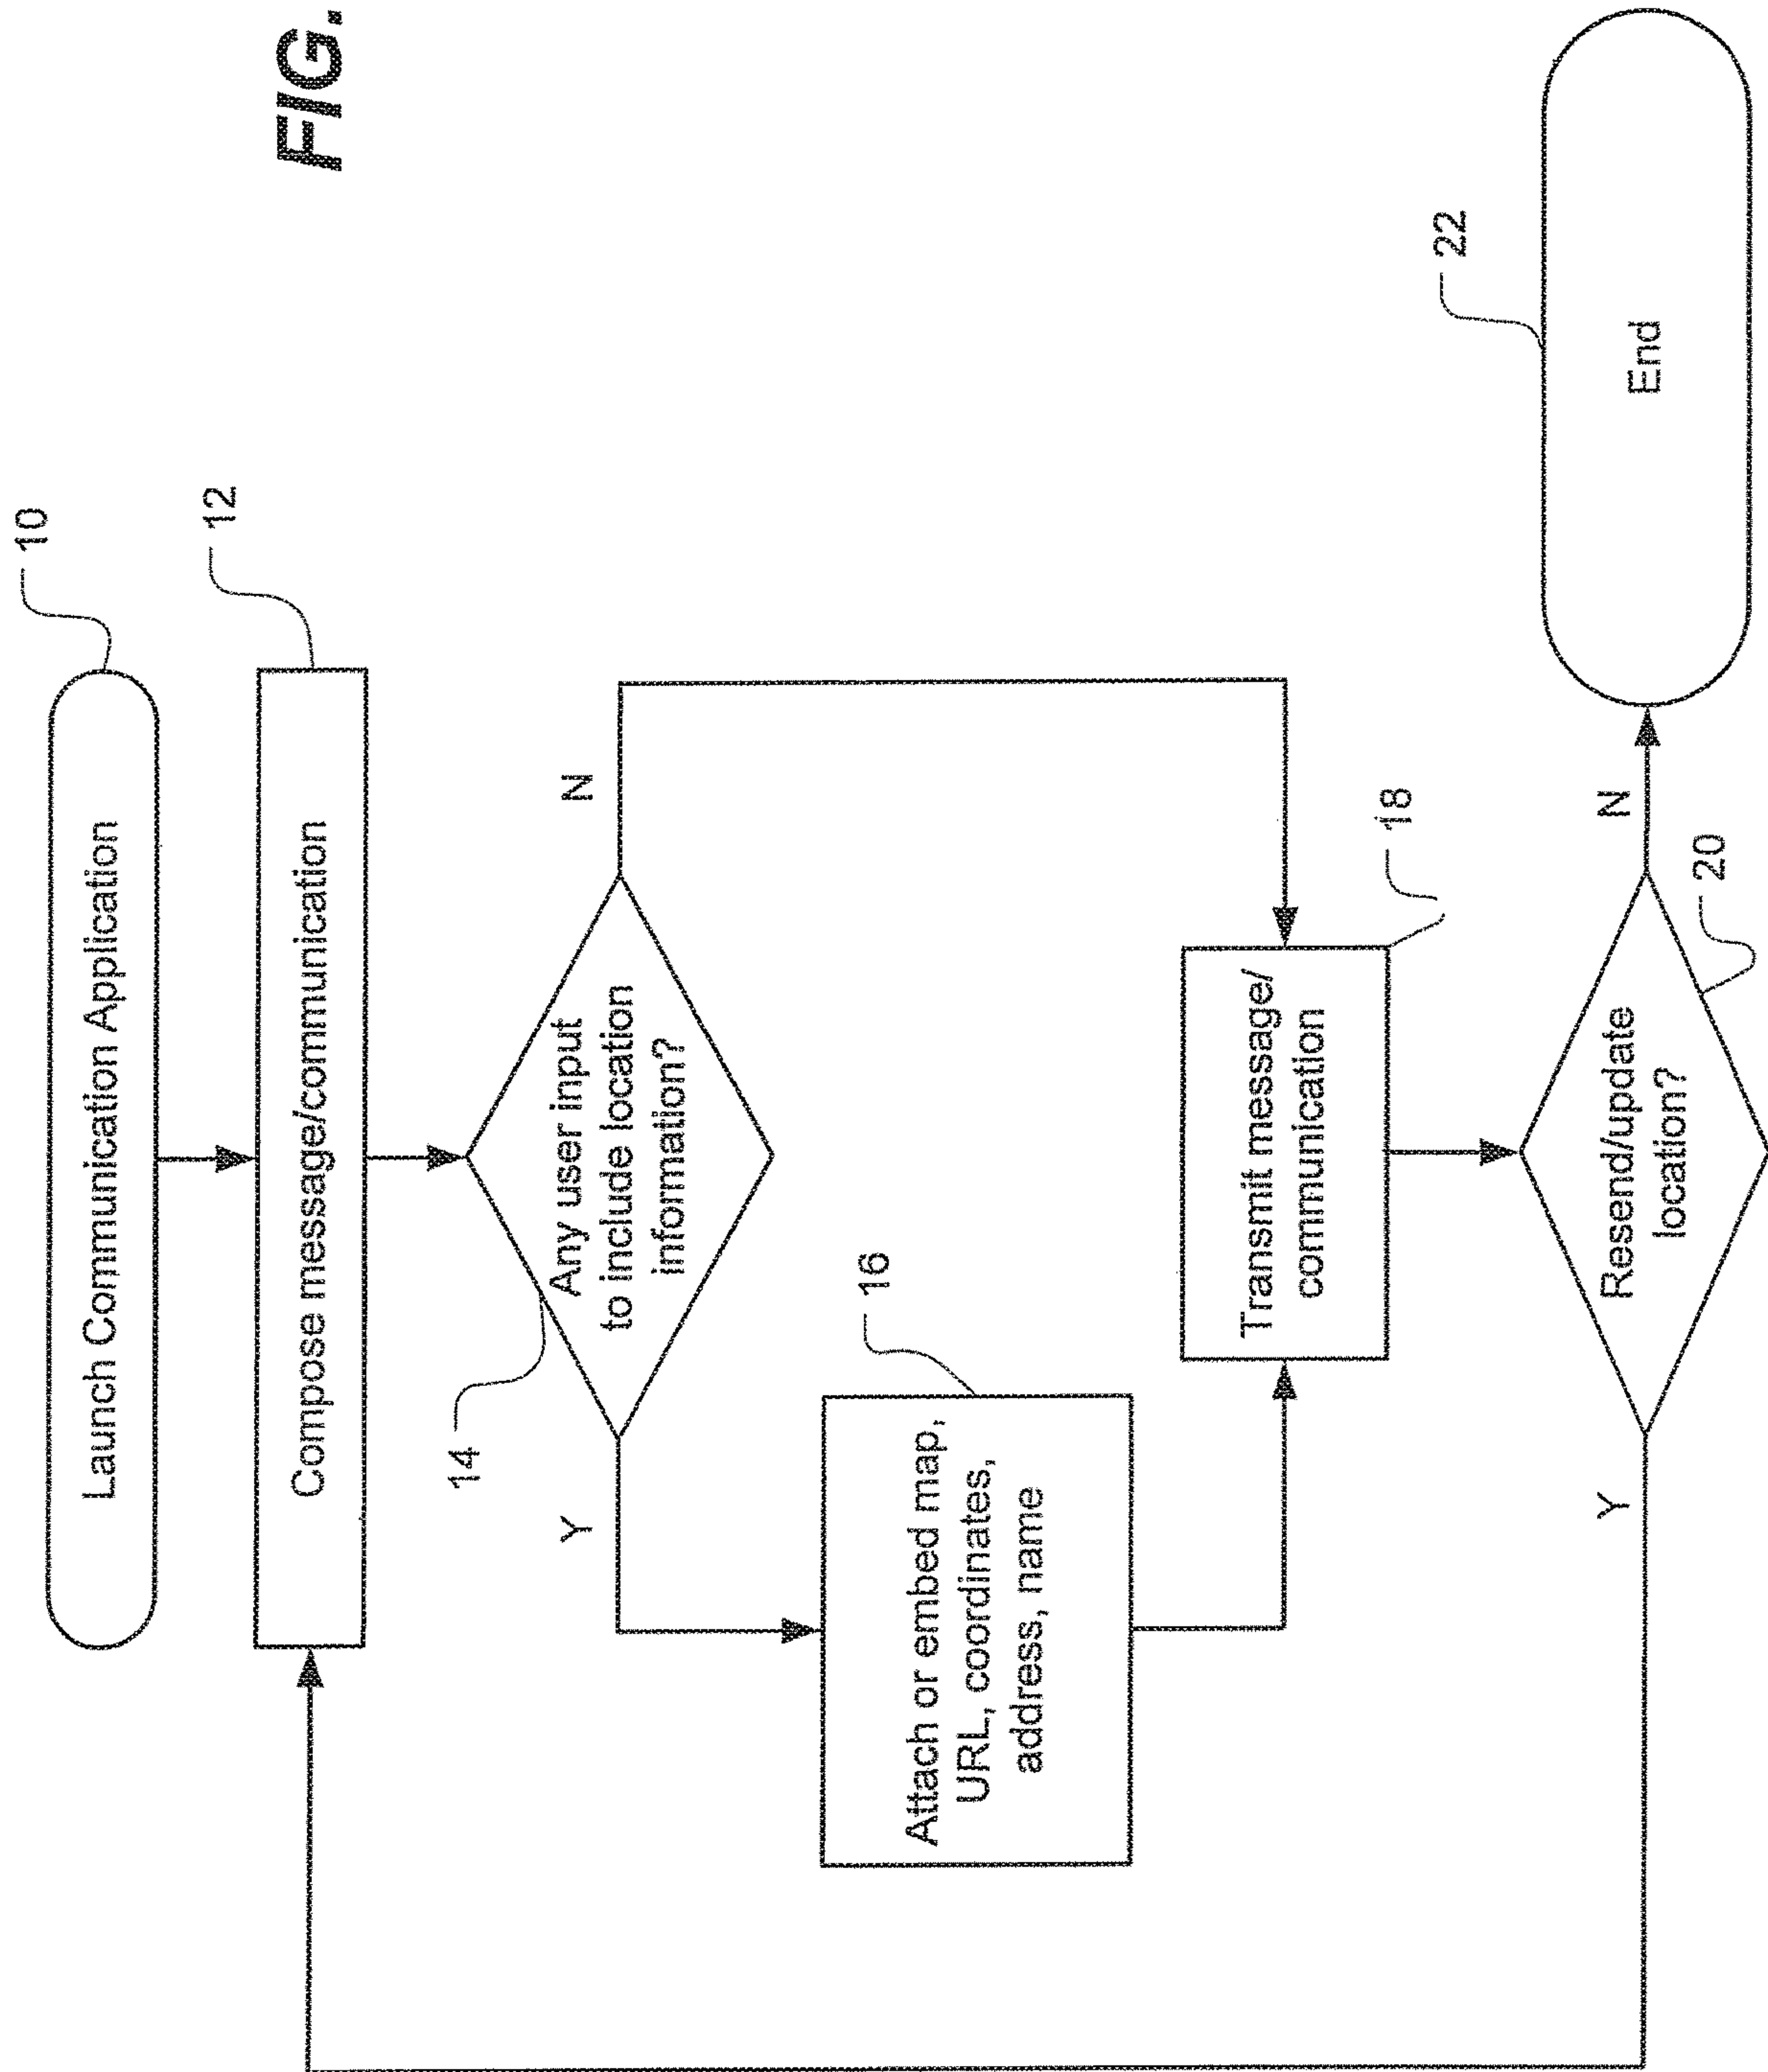 FIG.
10
Launch Communication Application
12
Compose message/communication
14
Any user input
to include location
information?
Y
N
16
Attach or embed map,
URL, coordinates,
address, name
18
Transmit message/
communication
20
Resend/update
location?
Y
N
22
End